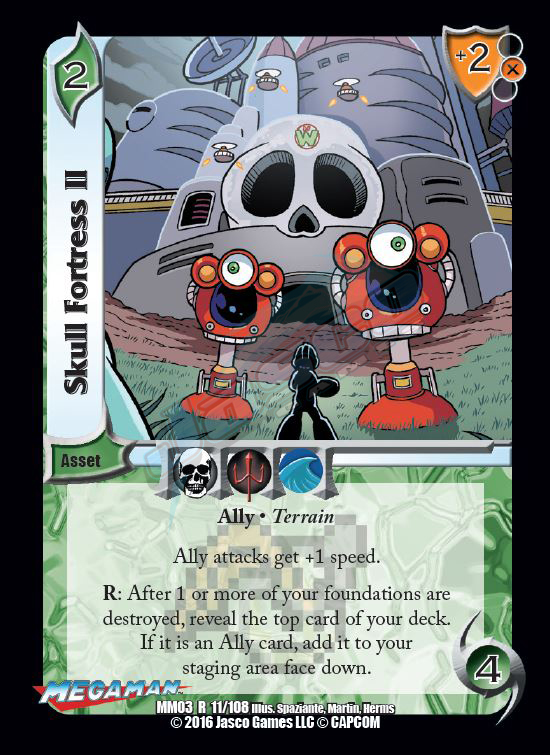 2
+2
W
Skull Fortress II
Asset
Ally • Terrain
Ally attacks get +1 speed.
R: After 1 or more of your foundations are
destroyed, reveal the top card of your deck.
If it is an Ally card, add it to your
staging area face down.
4
MEGAMAN
MM03 R 11/108 Illus. Spaziante, Martin, Herms
© 2016 Jasco Games LLC © CAPCOM